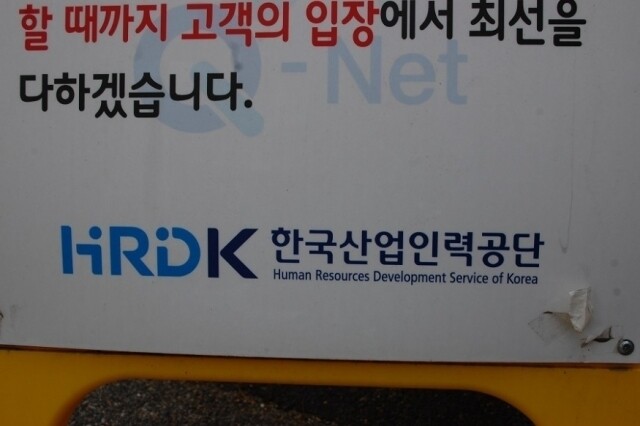 할 때까지 고객의 입장에서 최선을
다하겠습니다.
Q-Net
HRDK 한국산업인력공단
Human Resources Development Service of Korea